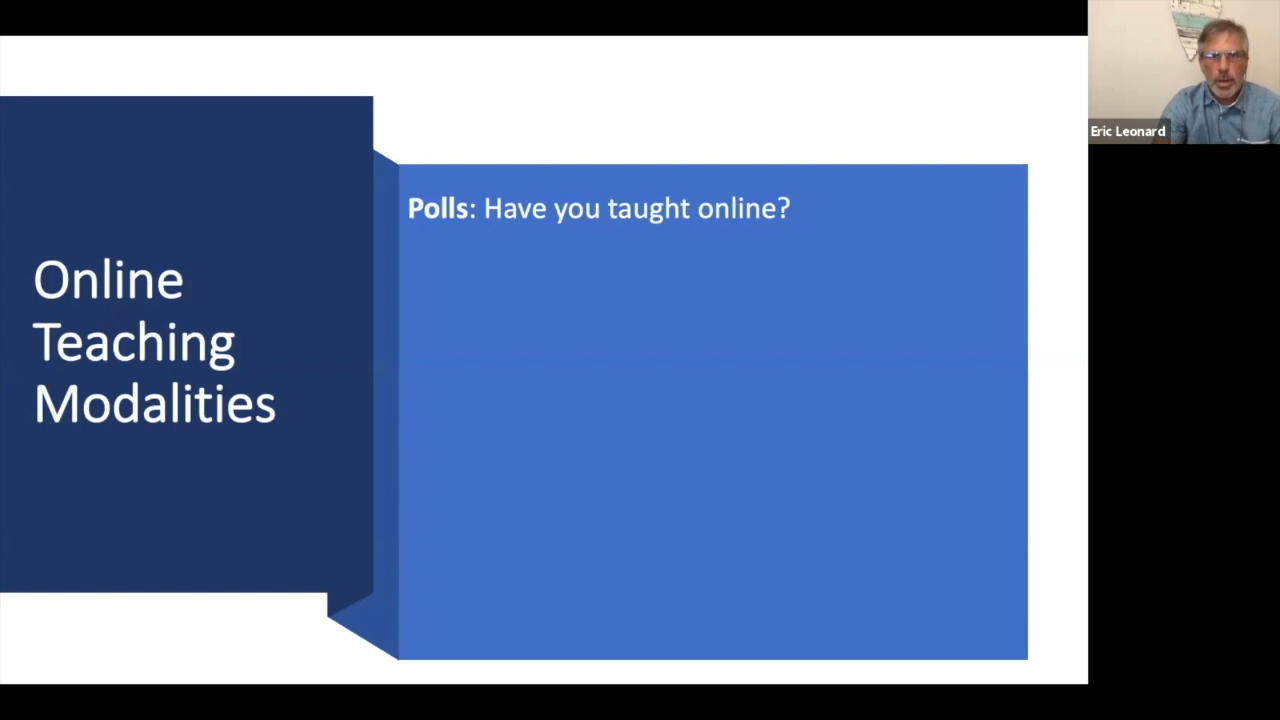 Online
Teaching
Modalities
Polls: Have you taught online?
Eric Leonard